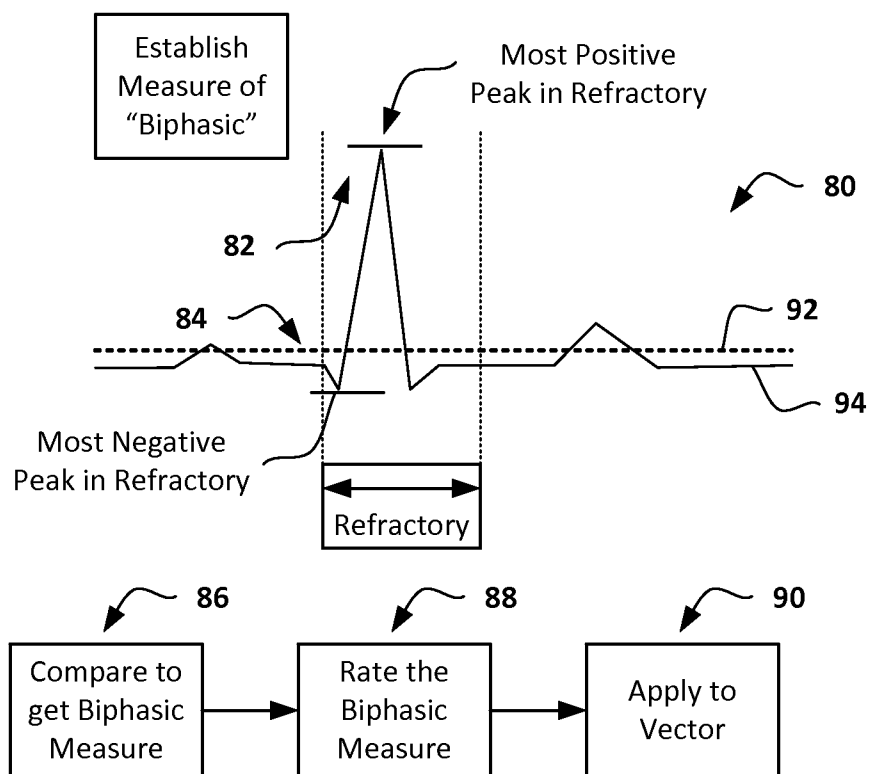 Establish
Measure of
“Biphasic”
Most Positive
Peak in Refractory
80
82
84
92
94
Most Negative
Peak in Refractory
Refractory
86
88
90
Compare to
get Biphasic
Measure
Rate the
Biphasic
Measure
Apply to
Vector